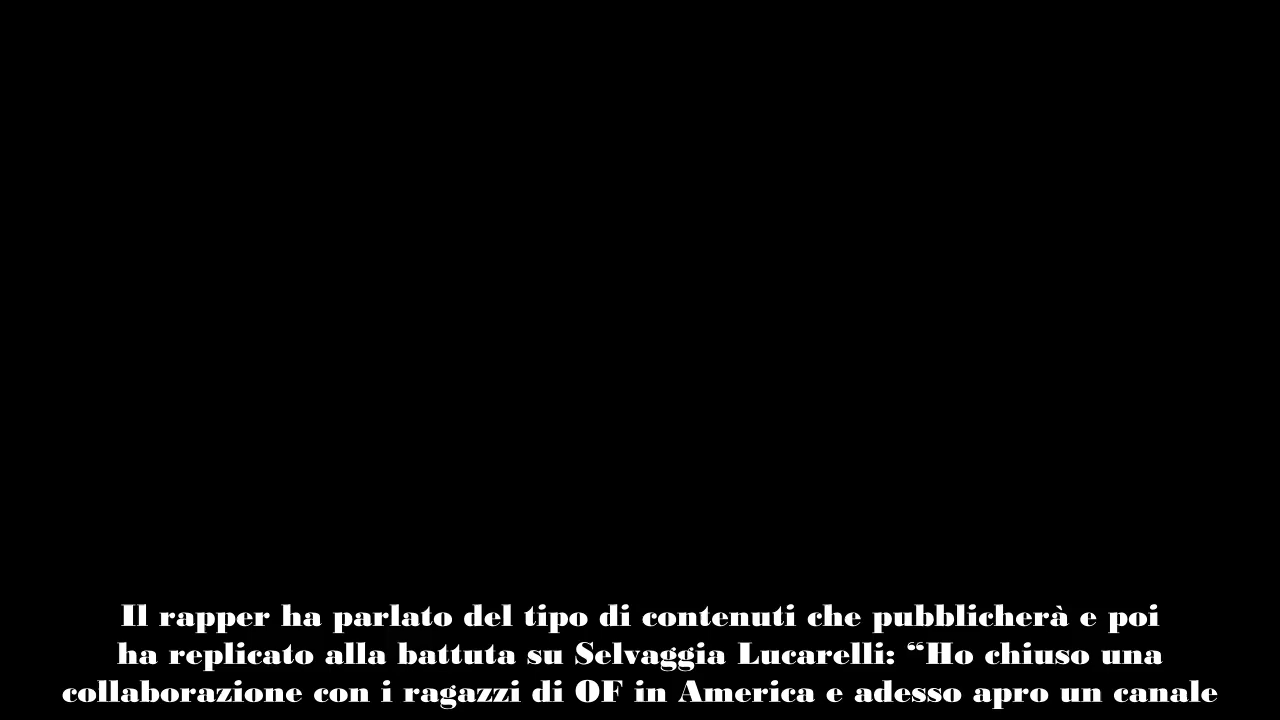 Il rapper ha parlato del tipo di contenuti che pubblicherà e poi
ha replicato alla battuta su Selvaggia Lucarelli: “Ho chiuso una
collaborazione con i ragazzi di OF in America e adesso apro un canale